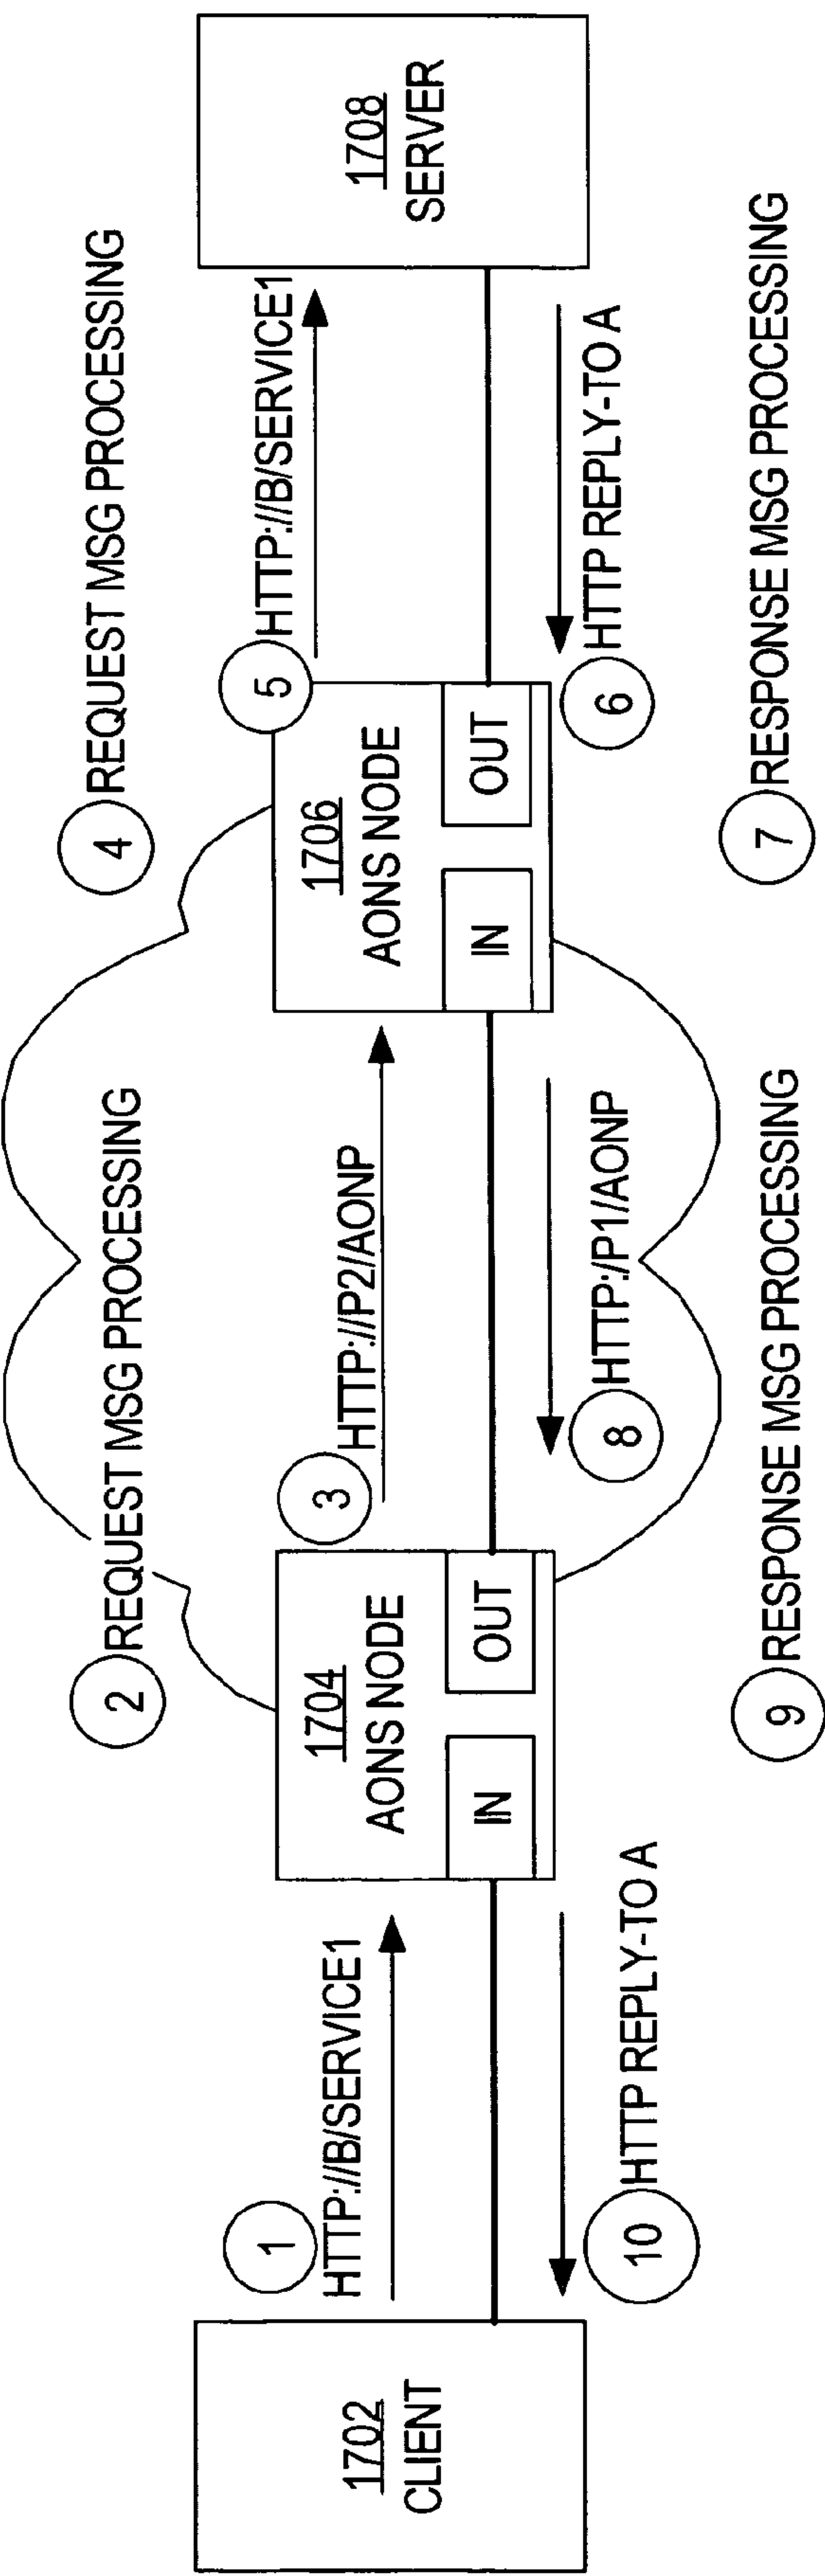 1702
CLIENT
1
HTTP://B/SERVICE1
10
HTTP REPLY-TO A
2
REQUEST MSG PROCESSING
1704
AONS NODE
IN
OUT
9
RESPONSE MSG PROCESSING
3
HTTP://P2/AONP
8
HTTP:/P1/AONP
4
REQUEST MSG PROCESSING
1706
AONS NODE
IN
OUT
7
RESPONSE MSG PROCESSING
5
HTTP://B/SERVICE1
6
HTTP REPLY-TO A
1708
SERVER